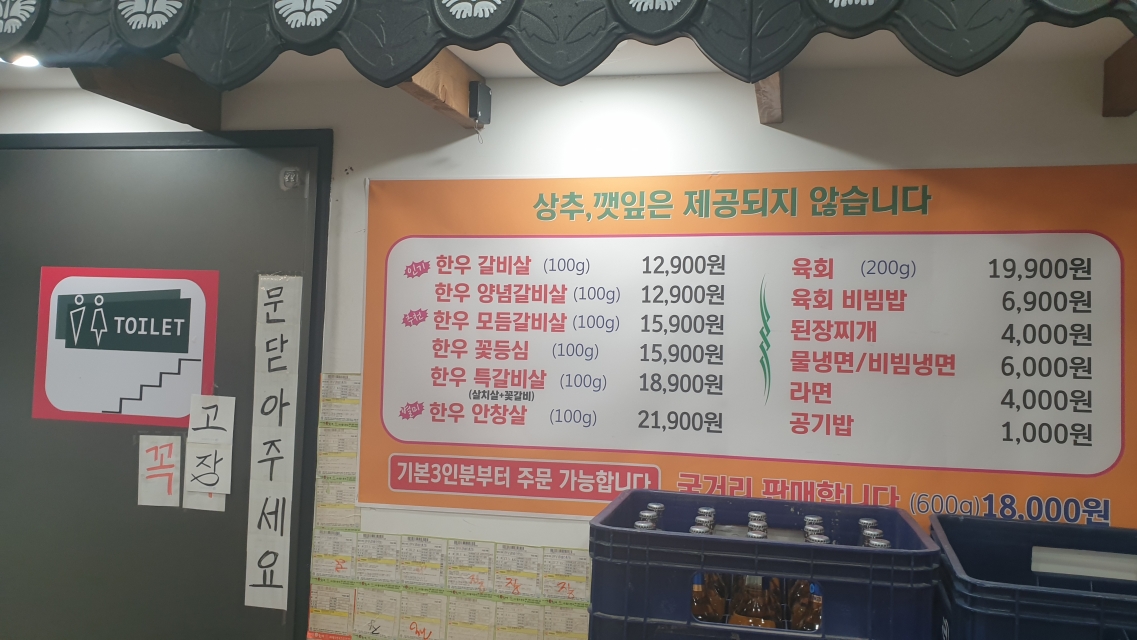 상추,깻잎은 제공되지 않습니다
인기 한우 갈비살 (100g) 12,900원
한우 양념갈비살 (100g) 12,900원
한우 모듬갈비살 (100g) 15,900원
한우 꽃등심 (100g) 15,900원
한우 특갈비살 (100g) 18,900원
(살치살+꽃갈비)
한우 안창살 (100g) 21,900원
육회 (200g) 19,900원
육회 비빔밥 6,900원
된장찌개 4,000원
물냉면/비빔냉면 6,000원
라면 4,000원
공기밥 1,000원
기본3인분부터 주문 가능합니다
국거리 판매합니다 (600g) 18,000원
TOILET
고장
꼭
문닫아주세요